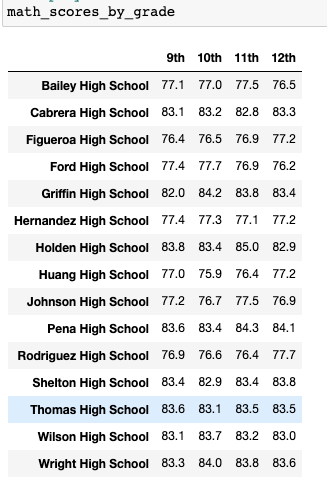 math_scores_by_grade
9th 10th 11th 12th
Bailey High School 77.1 77.0 77.5 76.5
Cabrera High School 83.1 83.2 82.8 83.3
Figueroa High School 76.4 76.5 76.9 77.2
Ford High School 77.4 77.7 76.9 76.2
Griffin High School 82.0 84.2 83.8 83.4
Hernandez High School 77.4 77.3 77.1 77.2
Holden High School 83.8 83.4 85.0 82.9
Huang High School 77.0 75.9 76.4 77.2
Johnson High School 77.2 76.7 77.5 76.9
Pena High School 83.6 83.4 84.3 84.1
Rodriguez High School 76.9 76.6 76.4 77.7
Shelton High School 83.4 82.9 83.4 83.8
Thomas High School 83.6 83.1 83.5 83.5
Wilson High School 83.1 83.7 83.2 83.0
Wright High School 83.3 84.0 83.8 83.6